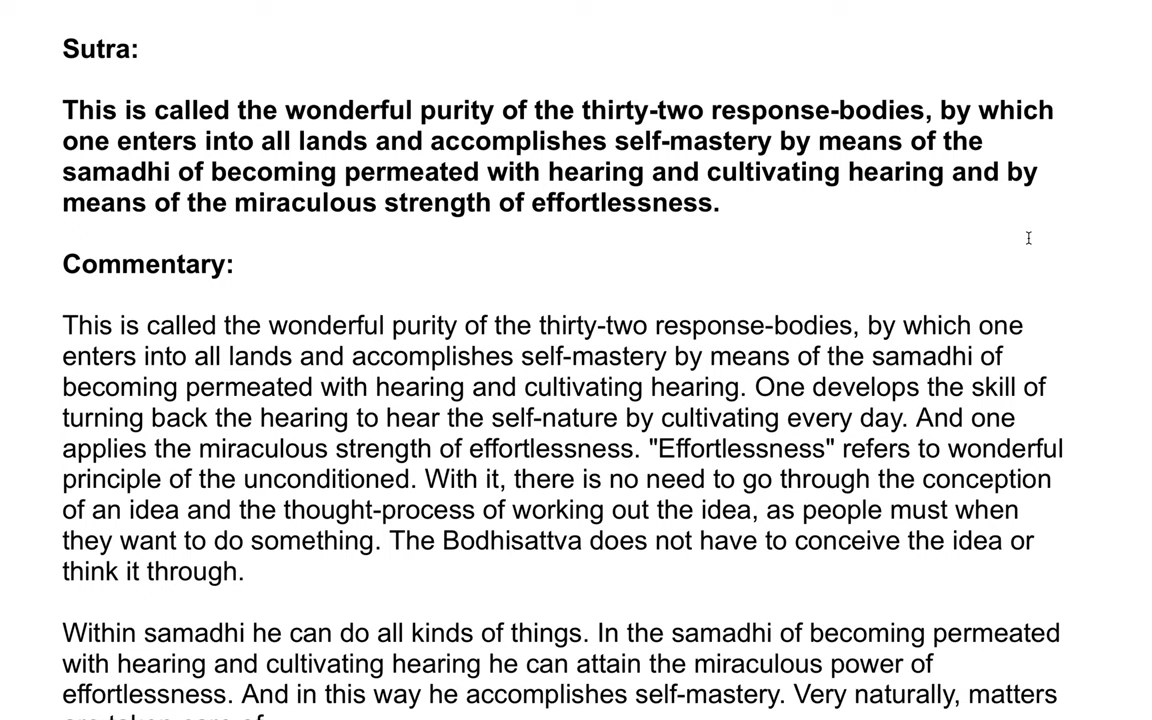 Sutra:
This is called the wonderful purity of the thirty-two response-bodies, by which
one enters into all lands and accomplishes self-mastery by means of the
samadhi of becoming permeated with hearing and cultivating hearing and by
means of the miraculous strength of effortlessness.
Commentary:
This is called the wonderful purity of the thirty-two response-bodies, by which one
enters into all lands and accomplishes self-mastery by means of the samadhi of
becoming permeated with hearing and cultivating hearing. One develops the skill of
turning back the hearing to hear the self-nature by cultivating every day. And one
applies the miraculous strength of effortlessness. "Effortlessness" refers to wonderful
principle of the unconditioned. With it, there is no need to go through the conception
of an idea and the thought-process of working out the idea, as people must when
they want to do something. The Bodhisattva does not have to conceive the idea or
think it through.
Within samadhi he can do all kinds of things. In the samadhi of becoming permeated
with hearing and cultivating hearing he can attain the miraculous power of
effortlessness. And in this way he accomplishes self-mastery. Very naturally, matters
are taken care of.